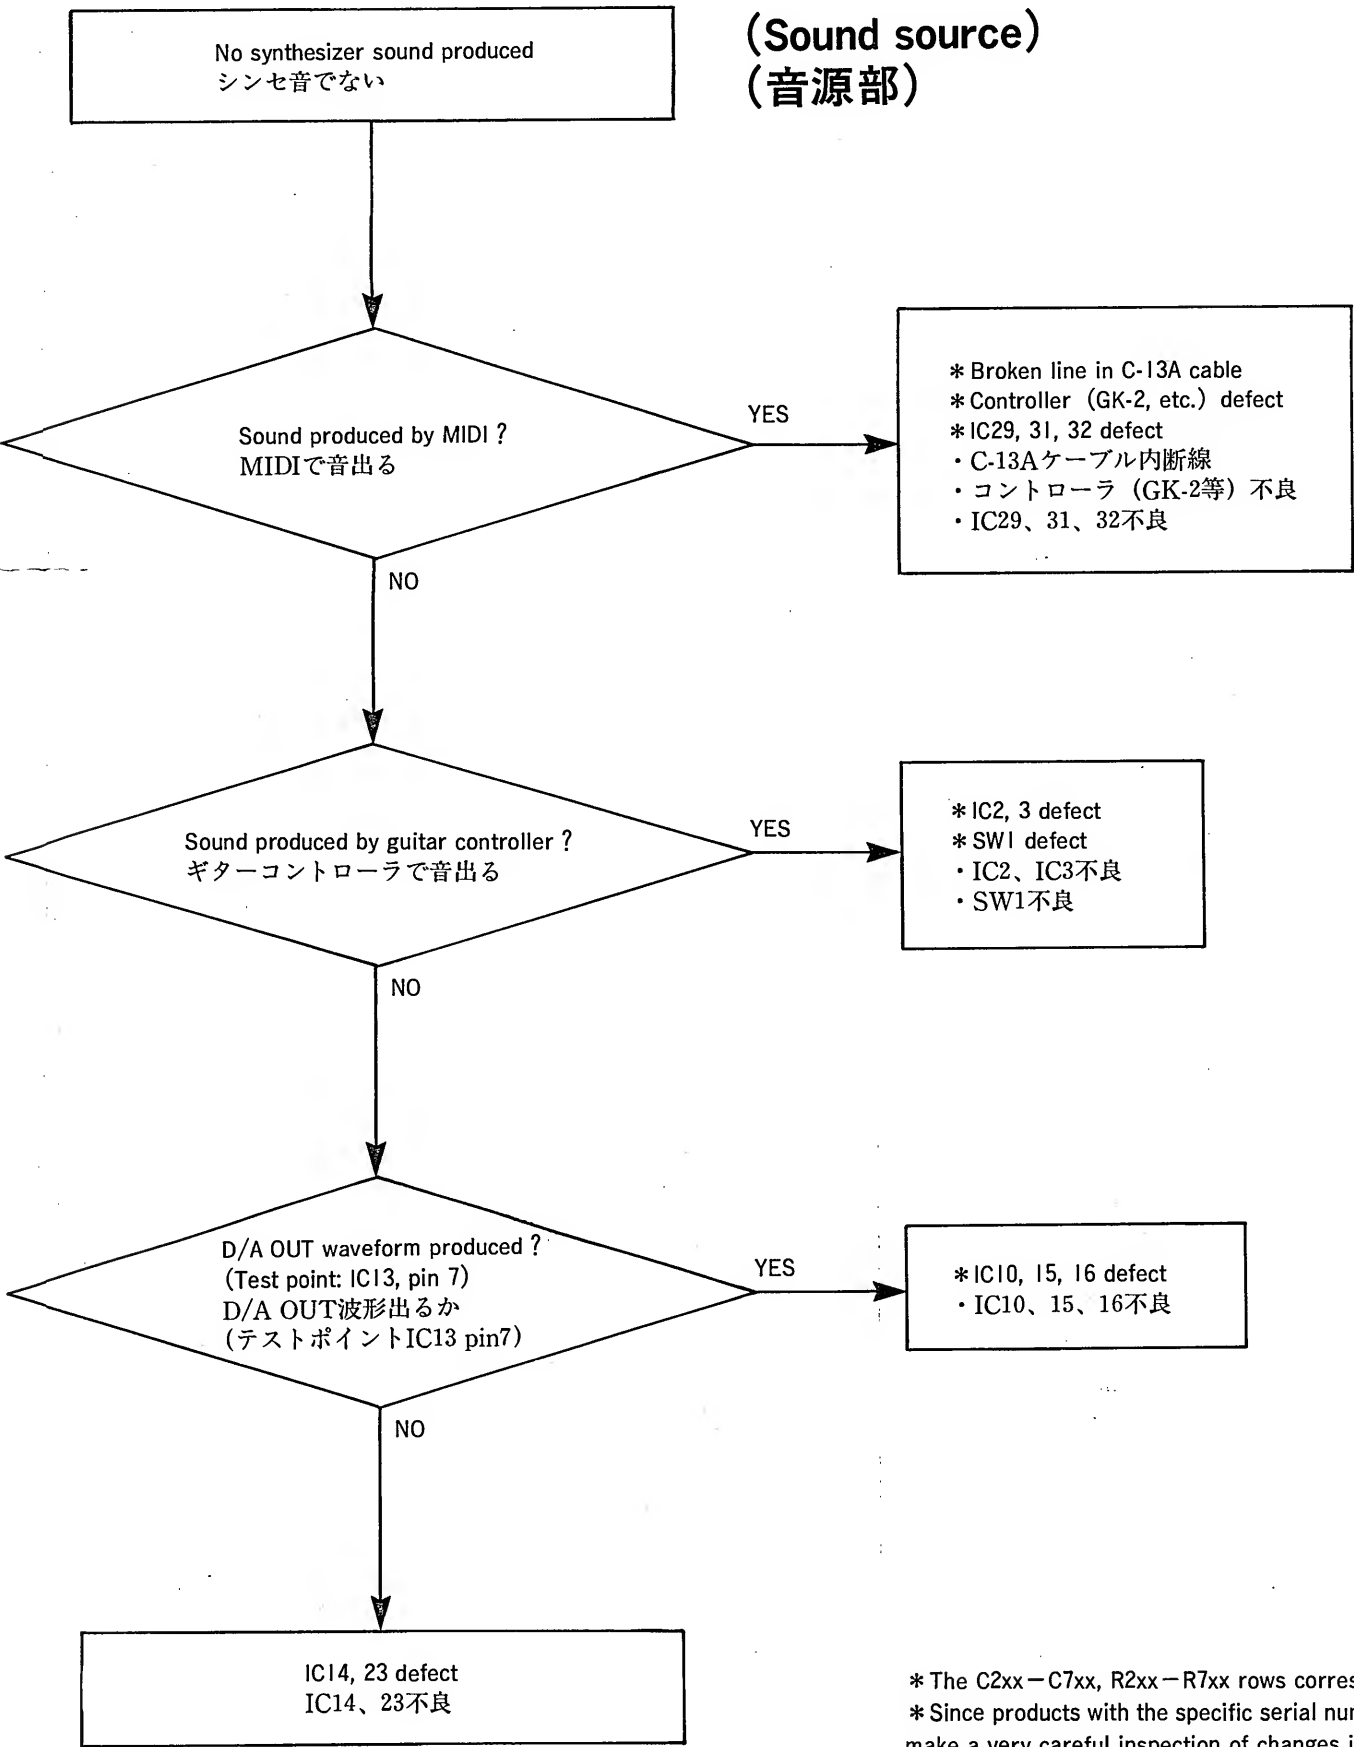 (Sound source)
(音源部)
No synthesizer sound produced
シンセ音でない
Sound produced by MIDI ?
MIDIで音出る
YES
* Broken line in C-13A cable
* Controller (GK-2, etc.) defect
* IC29, 31, 32 defect
・C-13Aケーブル内断線
・コントローラ (GK-2等) 不良
・IC29、31、32不良
NO
Sound produced by guitar controller ?
ギターコントローラで音出る
YES
* IC2, 3 defect
* SW1 defect
・IC2、IC3不良
・SW1不良
NO
D/A OUT waveform produced ?
(Test point: IC13, pin 7)
D/A OUT波形出るか
(テストポイントIC13 pin7)
YES
* IC10, 15, 16 defect
・IC10、15、16不良
NO
IC14, 23 defect
IC14、23不良
* The C2xx－C7xx, R2xx－R7xx rows
* Since products with the specific serial
make a very careful inspection of changes